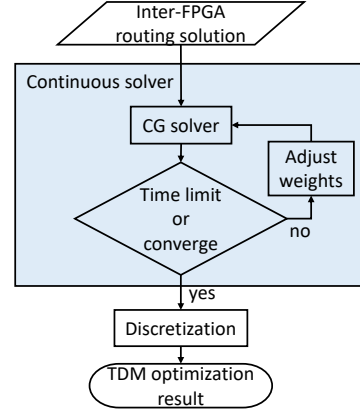 Inter-FPGA
routing solution
Continuous solver
CG solver
Adjust
weights
Time limit
or
converge
no
yes
Discretization
TDM optimization
result